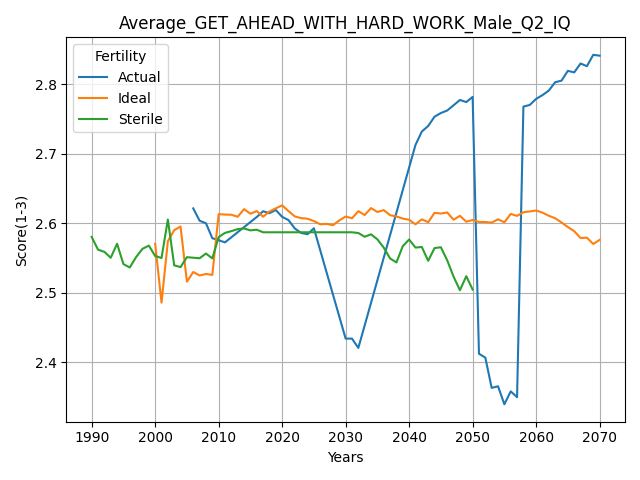 Average_GET_AHEAD_WITH_HARD_WORK_Male_Q2_IQ
Fertility
Actual
Ideal
Sterile
Score(1-3)
2.8
2.7
2.6
2.5
2.4
1990 2000 2010 2020 2030 2040 2050 2060 2070
Years